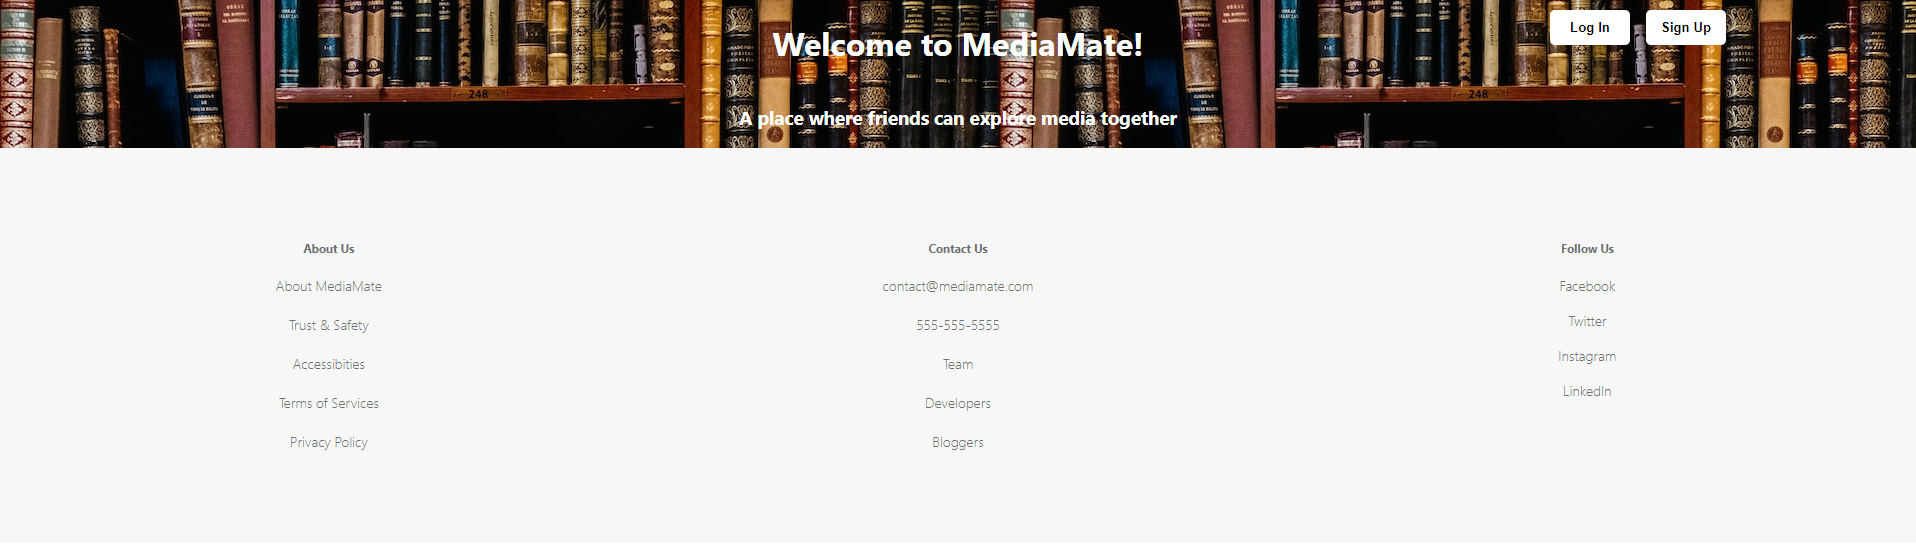 Log In
Sign Up
Welcome to MediaMate!
A place where friends can explore media together
248
248
About Us
About MediaMate
Trust & Safety
Accessibities
Terms of Services
Privacy Policy
Contact Us
contact@mediamate.com
555-555-5555
Team
Developers
Bloggers
Follow Us
Facebook
Twitter
Instagram
LinkedIn